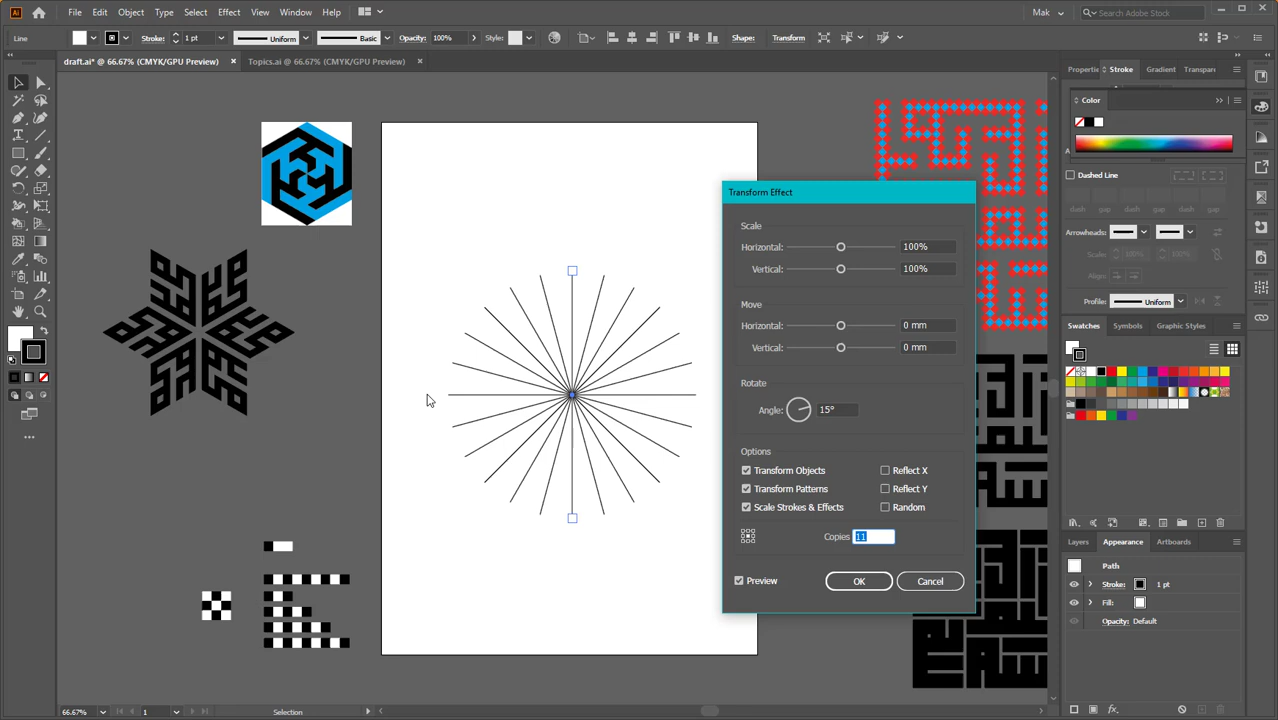 Ai File Edit Object Type Select Effect View Window Help Mak Search Adobe Stock
Line Stroke: 1 pt Uniform Basic Opacity: 100% Style: Shape: Transform
draft.ai* @ 66.67% (CMYK/GPU Preview) Topics.ai @ 66.67% (CMYK/GPU Preview)
Properti Stroke Gradient Transpar
Color
Dashed Line
dash gap dash gap dash gap
Arrowheads:
Scale: 100% 100%
Align:
Profile: Uniform
Swatches Symbols Graphic Styles
Layers Appearance Artboards
Path
Stroke: 1 pt
Fill:
Opacity: Default
Transform Effect
Scale
Horizontal: 100%
Vertical: 100%
Move
Horizontal: 0 mm
Vertical: 0 mm
Rotate
Angle: 15°
Options
Transform Objects Reflect X
Transform Patterns Reflect Y
Scale Strokes & Effects Random
Copies 11
Preview OK Cancel
66.67% 1 Selection